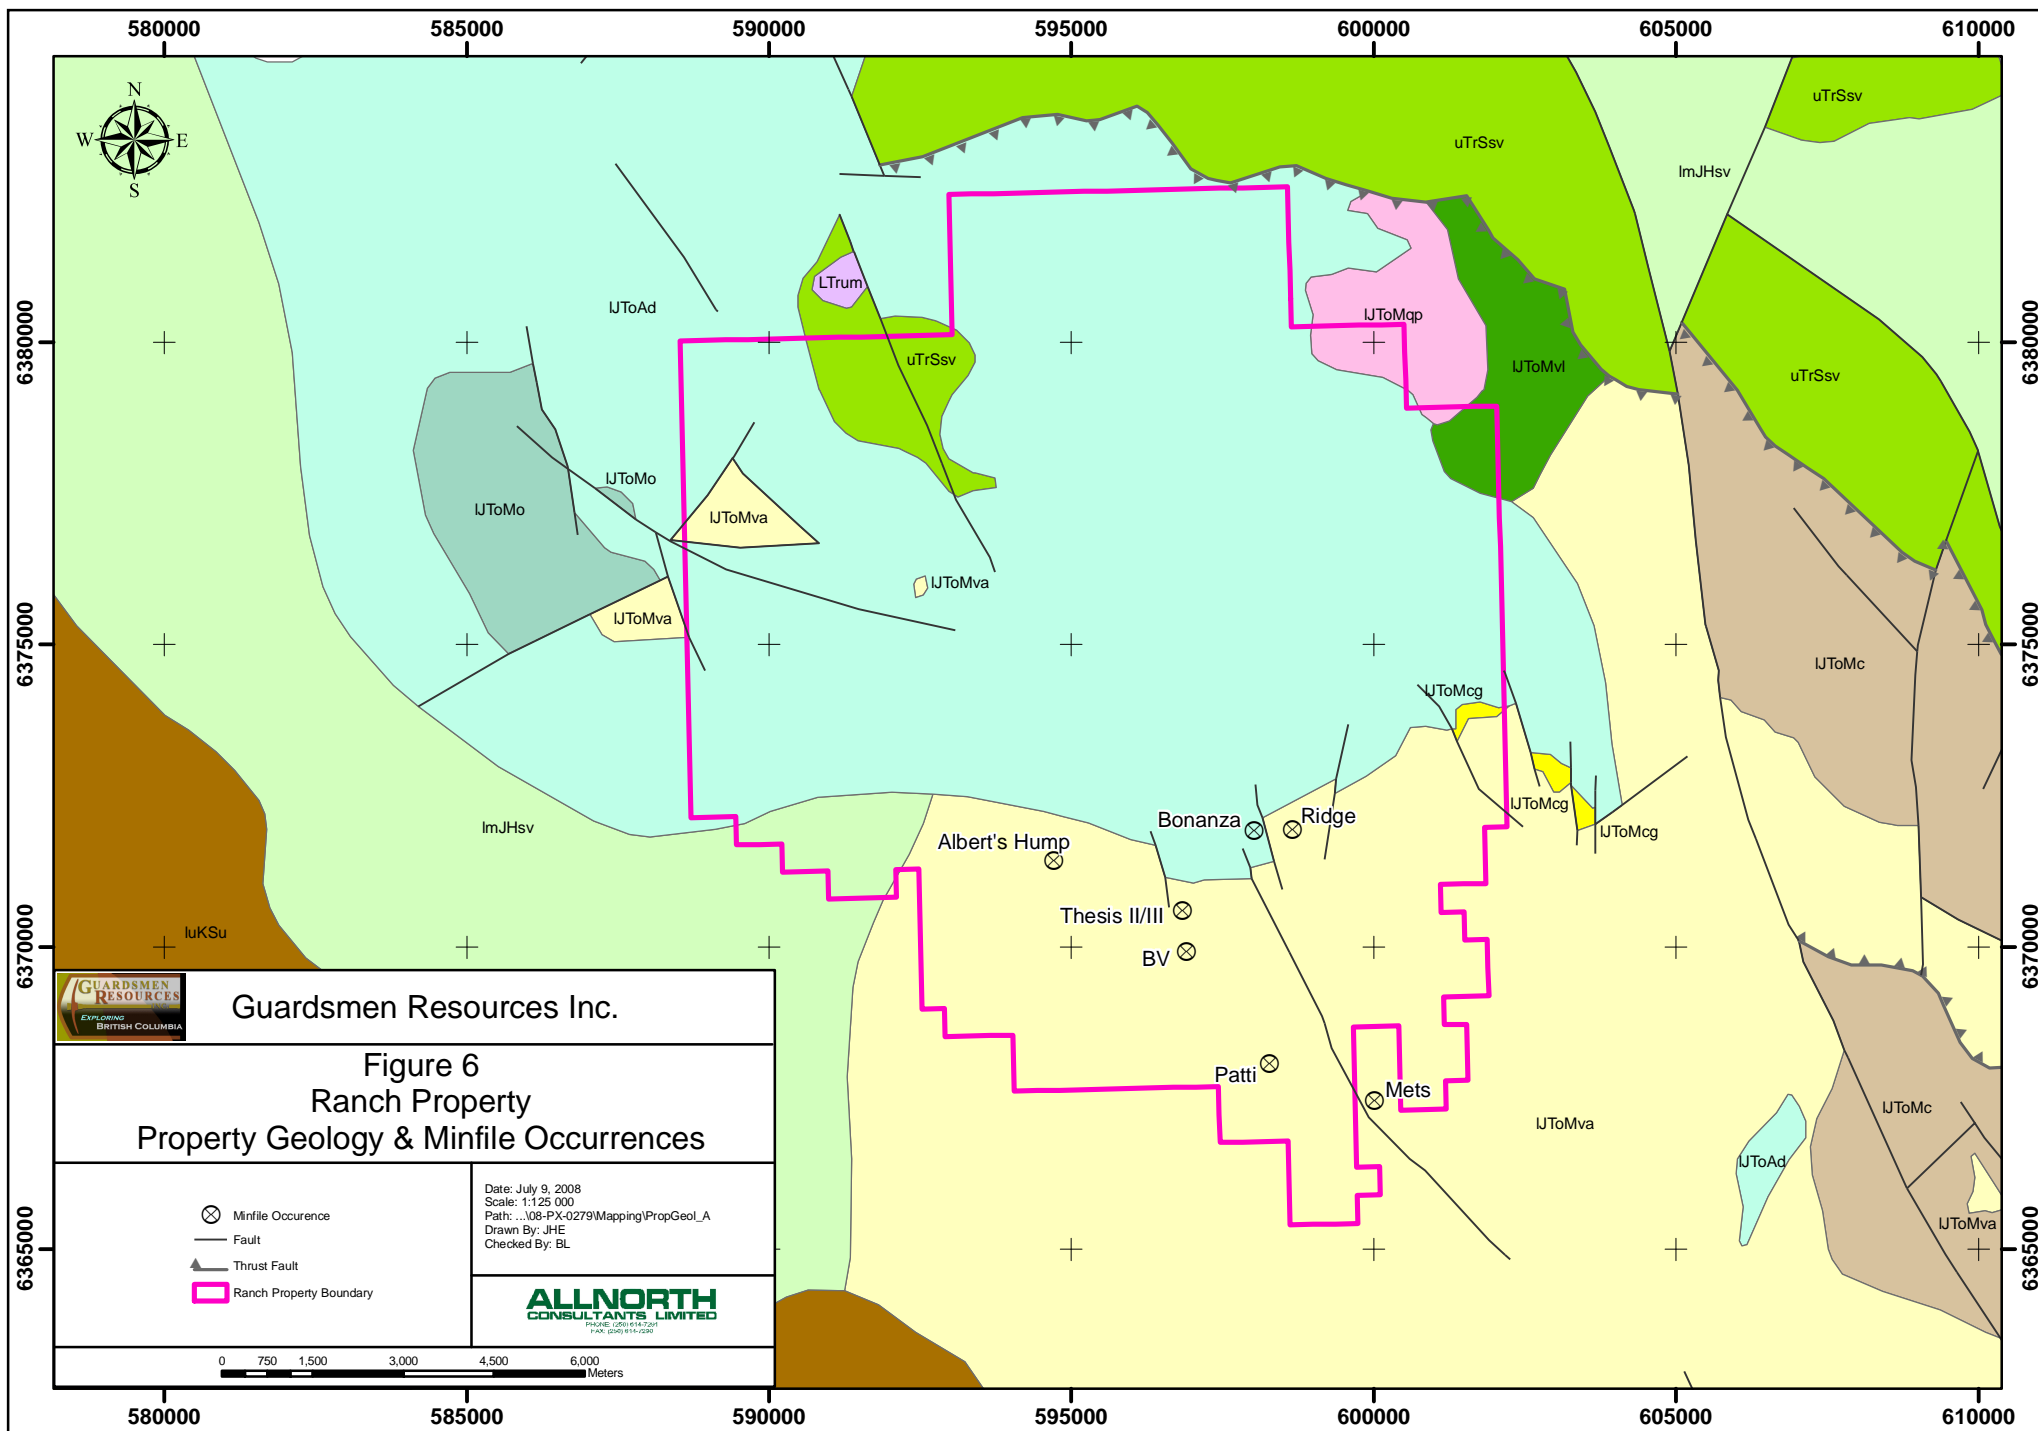 580000 585000 590000 595000 600000 605000 610000
N
W E
S
uTrSsv
uTrSsv
lmJHsv
LTrum
lJToAd
lJToMqp
uTrSsv
lJToMvl
uTrSsv
lJToMo
lJToMo
lJToMva
lJToMva
lJToMva
lJToMc
lJToMcg
lJToMcg
lJToMcg
lmJHsv
Bonanza
Ridge
Albert's Hump
Thesis II/III
BV
luKSu
Patti
Mets
lJToMva
lJToMc
lJToAd
lJToMva
6380000
6375000
6370000
6365000
6380000
6375000
6370000
6365000
GUARDSMEN
RESOURCES
EXPLORING
BRITISH COLUMBIA
Guardsmen Resources Inc.
Figure 6
Ranch Property
Property Geology & Minfile Occurrences
Minfile Occurence
Fault
Thrust Fault
Ranch Property Boundary
Date: July 9, 2008
Scale: 1:125 000
Path: ...\08-PX-0279\Mapping\PropGeol_A
Drawn By: JHE
Checked By: BL
ALLNORTH
CONSULTANTS LIMITED
0 750 1,500 3,000 4,500 6,000
Meters
580000 585000 590000 595000 600000 605000 610000